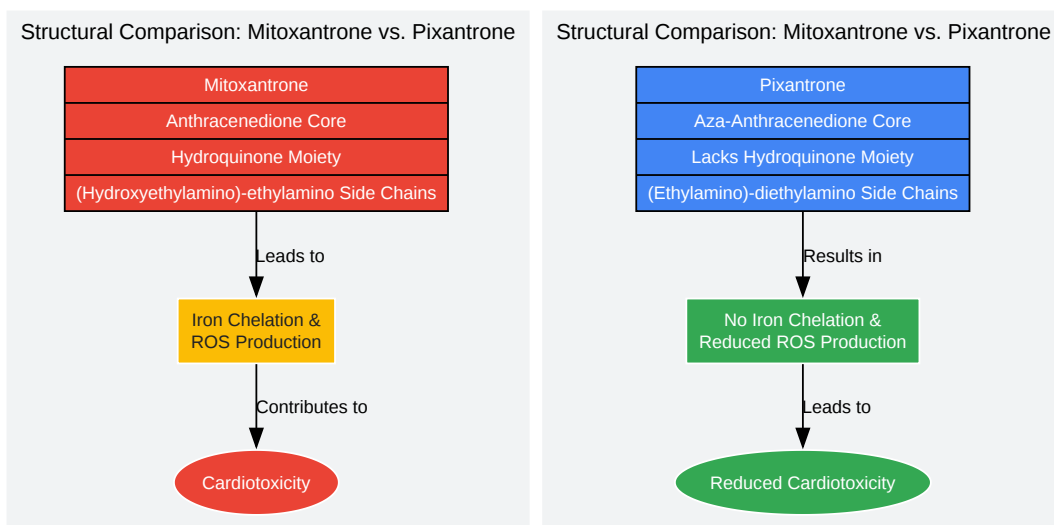 Structural Comparison: Mitoxantrone vs. Pixantrone
Mitoxantrone
Anthracenedione Core
Hydroquinone Moiety
(Hydroxyethylamino)-ethylamino Side Chains
Leads to
Iron Chelation &
ROS Production
Contributes to
Cardiotoxicity
Structural Comparison: Mitoxantrone vs. Pixantrone
Pixantrone
Aza-Anthracenedione Core
Lacks Hydroquinone Moiety
(Ethylamino)-diethylamino Side Chains
Results in
No Iron Chelation &
Reduced ROS Production
Leads to
Reduced Cardiotoxicity